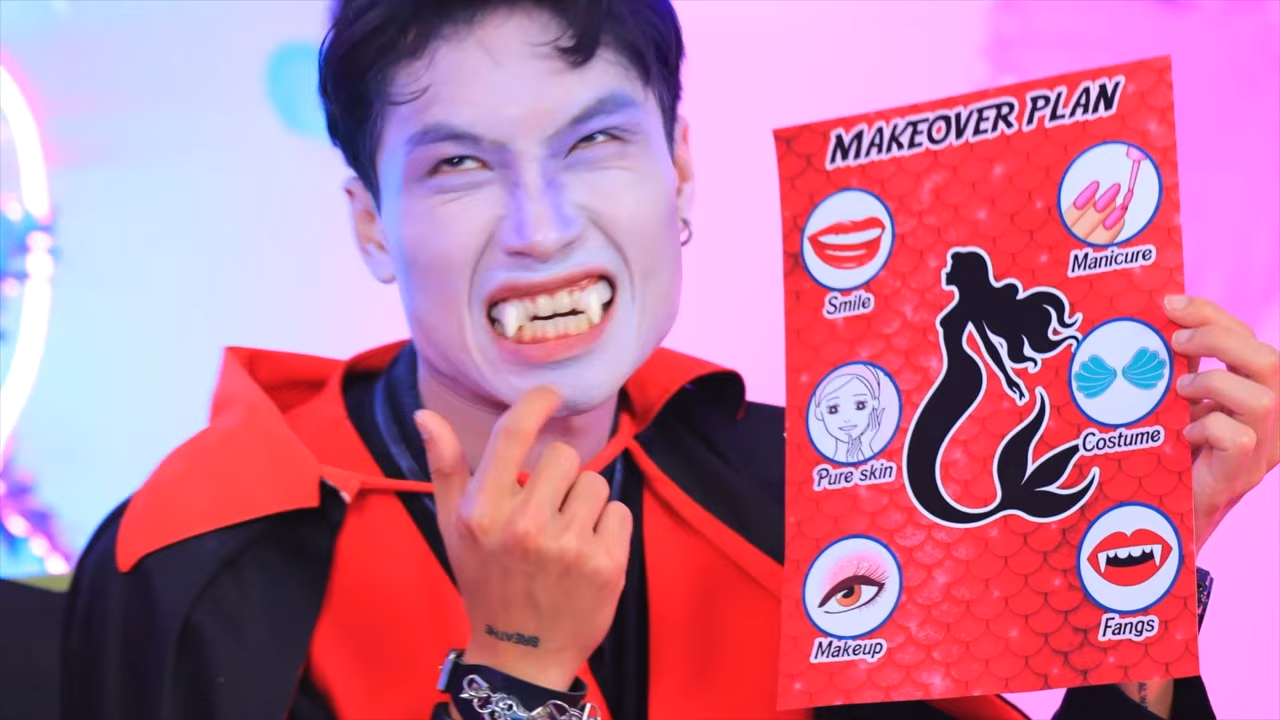 MAKEOVER PLAN
Smile
Manicure
Pure skin
Costume
Makeup
Fangs
BREATHE